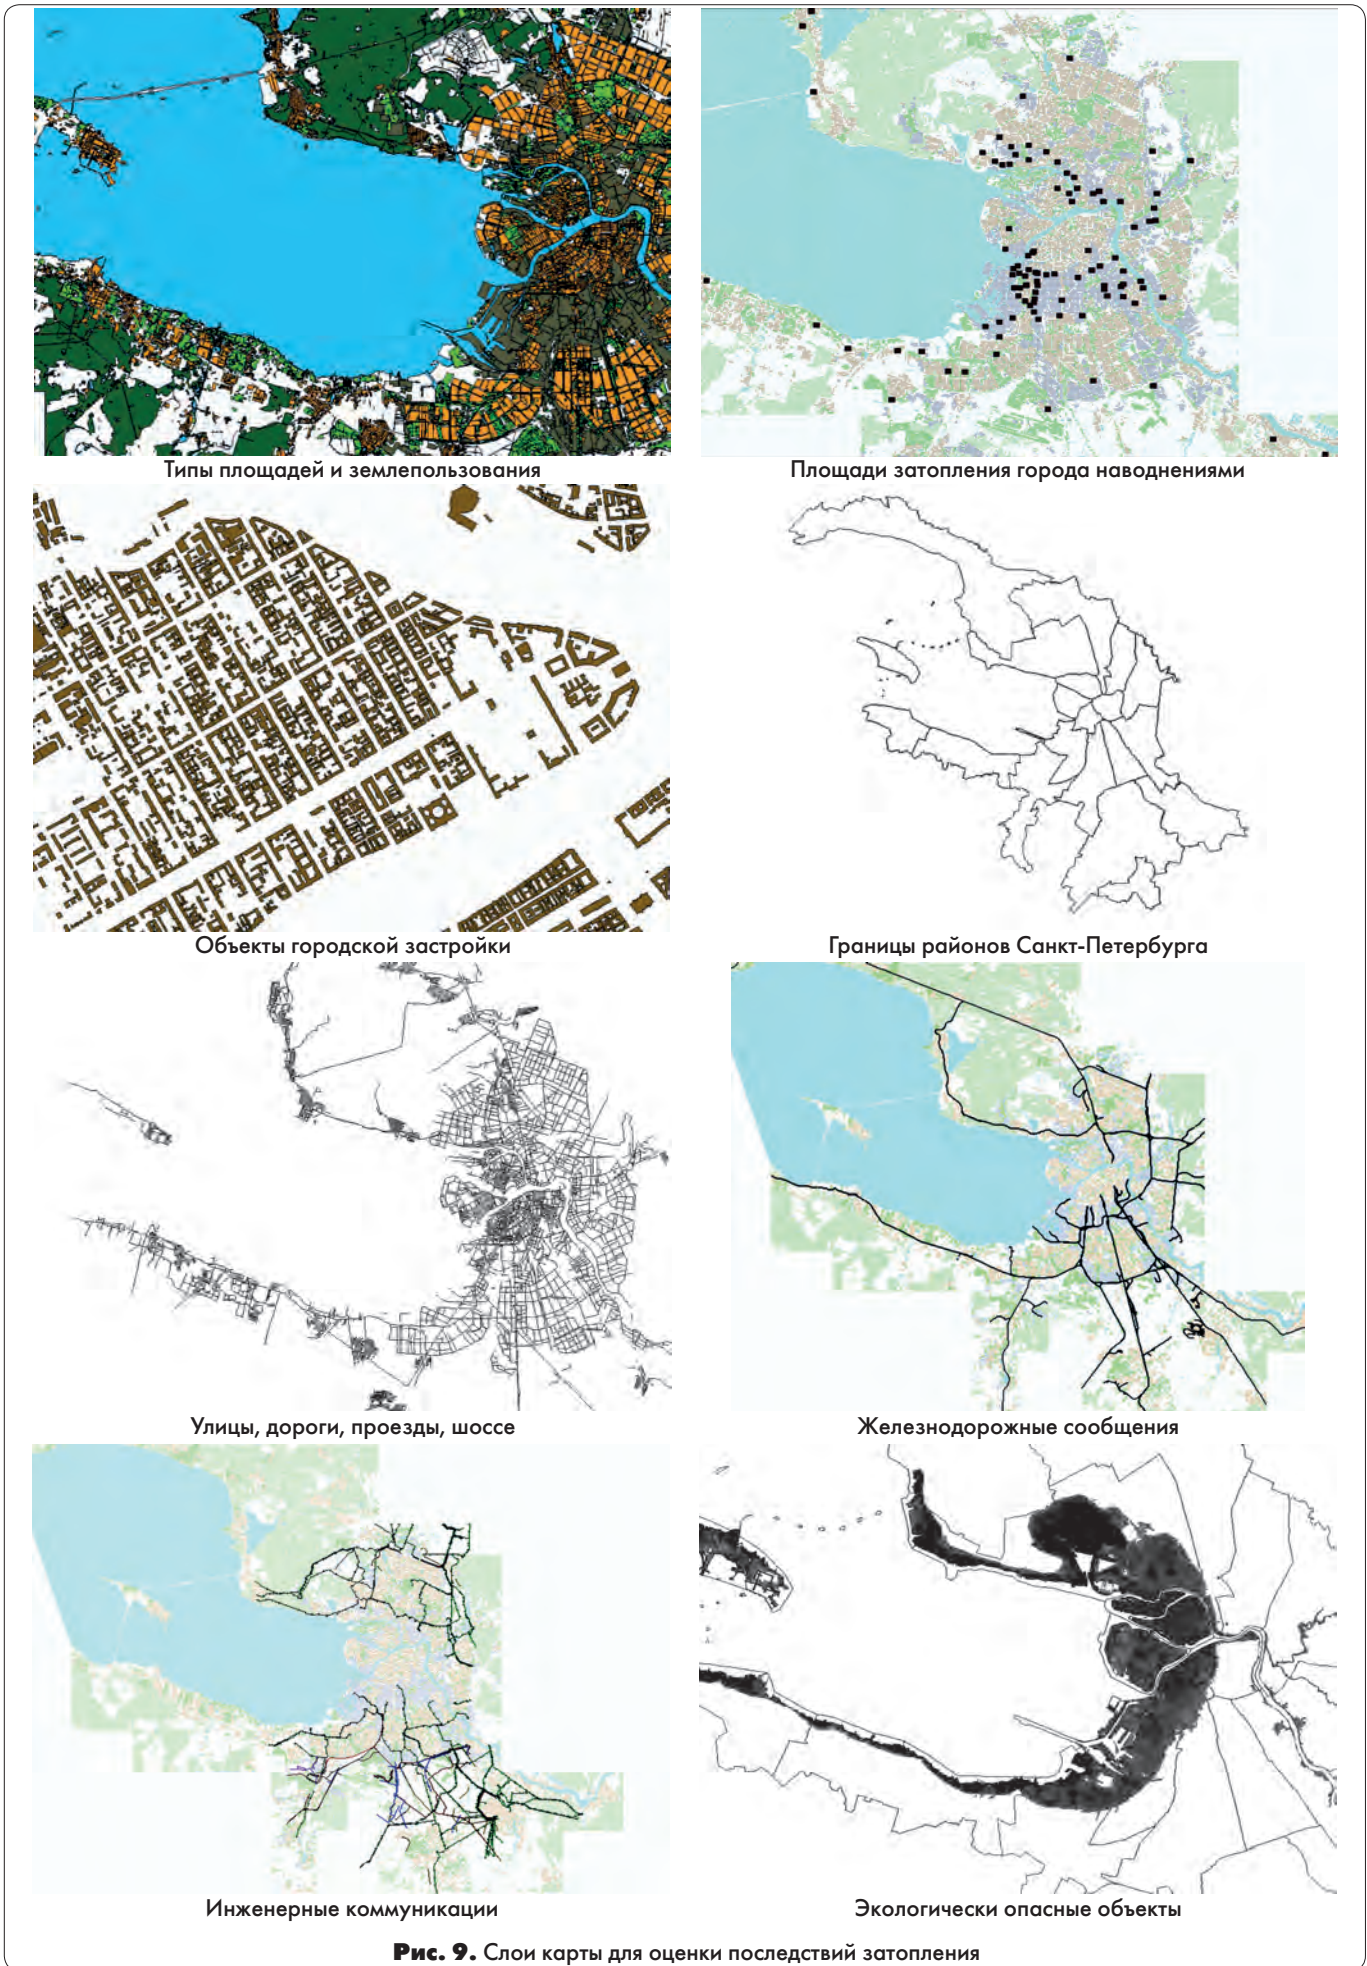 Типы площадей и землепользования
Площади затопления города наводнениями
Объекты городской застройки
Границы районов Санкт-Петербурга
Улицы, дороги, проезды, шоссе
Железнодорожные сообщения
Инженерные коммуникации
Экологически опасные объекты
Рис. 9. Слои карты для оценки последствий затопления